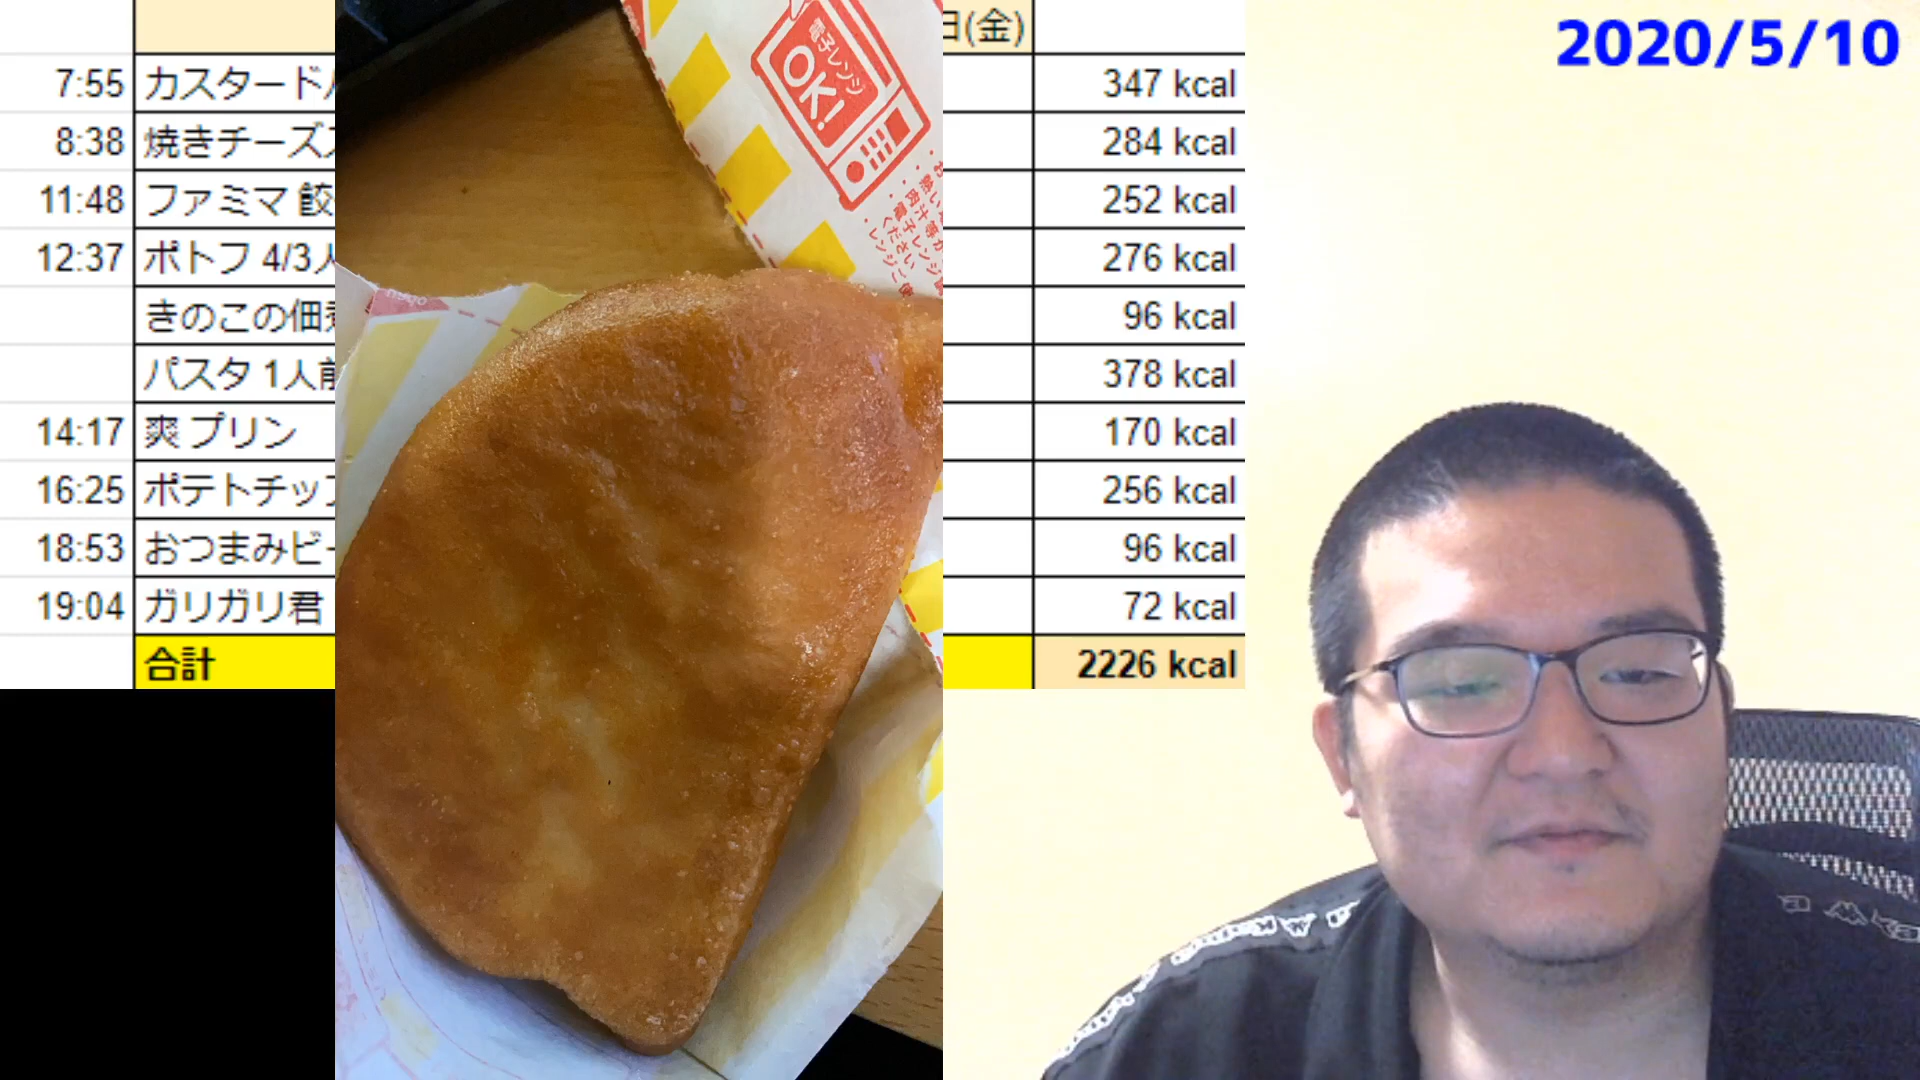 日(金)
2020/5/10
7:55 カスタード 347 kcal
8:38 焼きチーズ 284 kcal
11:48 ファミマ 餃 252 kcal
12:37 ポトフ 4/3人 276 kcal
きのこの佃煮 96 kcal
パスタ 1人前 378 kcal
14:17 爽 プリン 170 kcal
16:25 ポテトチップ 256 kcal
18:53 おつまみビー 96 kcal
19:04 ガリガリ君 72 kcal
合計 2226 kcal
電子レンジ
OK!